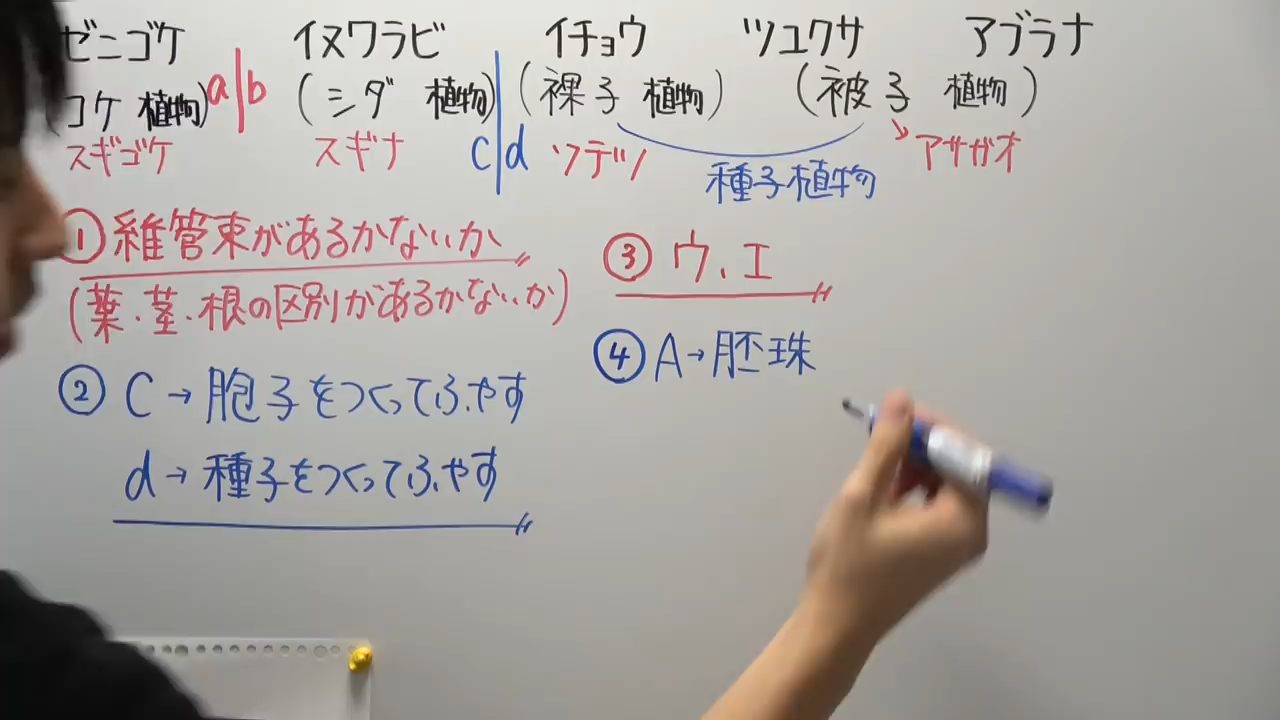 ゼニゴケ イヌワラビ イチョウ ツユクサ アブラナ
コケ 植物) a|b (シダ 植物) (裸子 植物) (被子 植物)
スギゴケ スギナ c|d ソテツ アサガオ
種子植物
① 維管束があるかないか
(葉・茎・根の区別があるかないか)
② C→胞子をつくってふやす
d→種子をつくってふやす
③ ウ、エ
④ A→胚珠